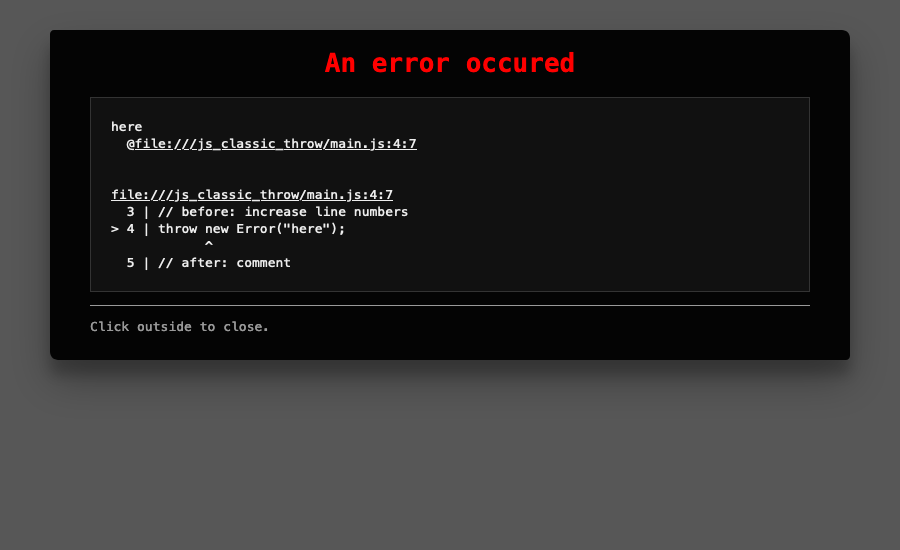 An error occured
here
  @file:///js_classic_throw/main.js:4:7
file:///js_classic_throw/main.js:4:7
  3 | // before: increase line numbers
> 4 | throw new Error("here");
            ^
  5 | // after: comment
Click outside to close.